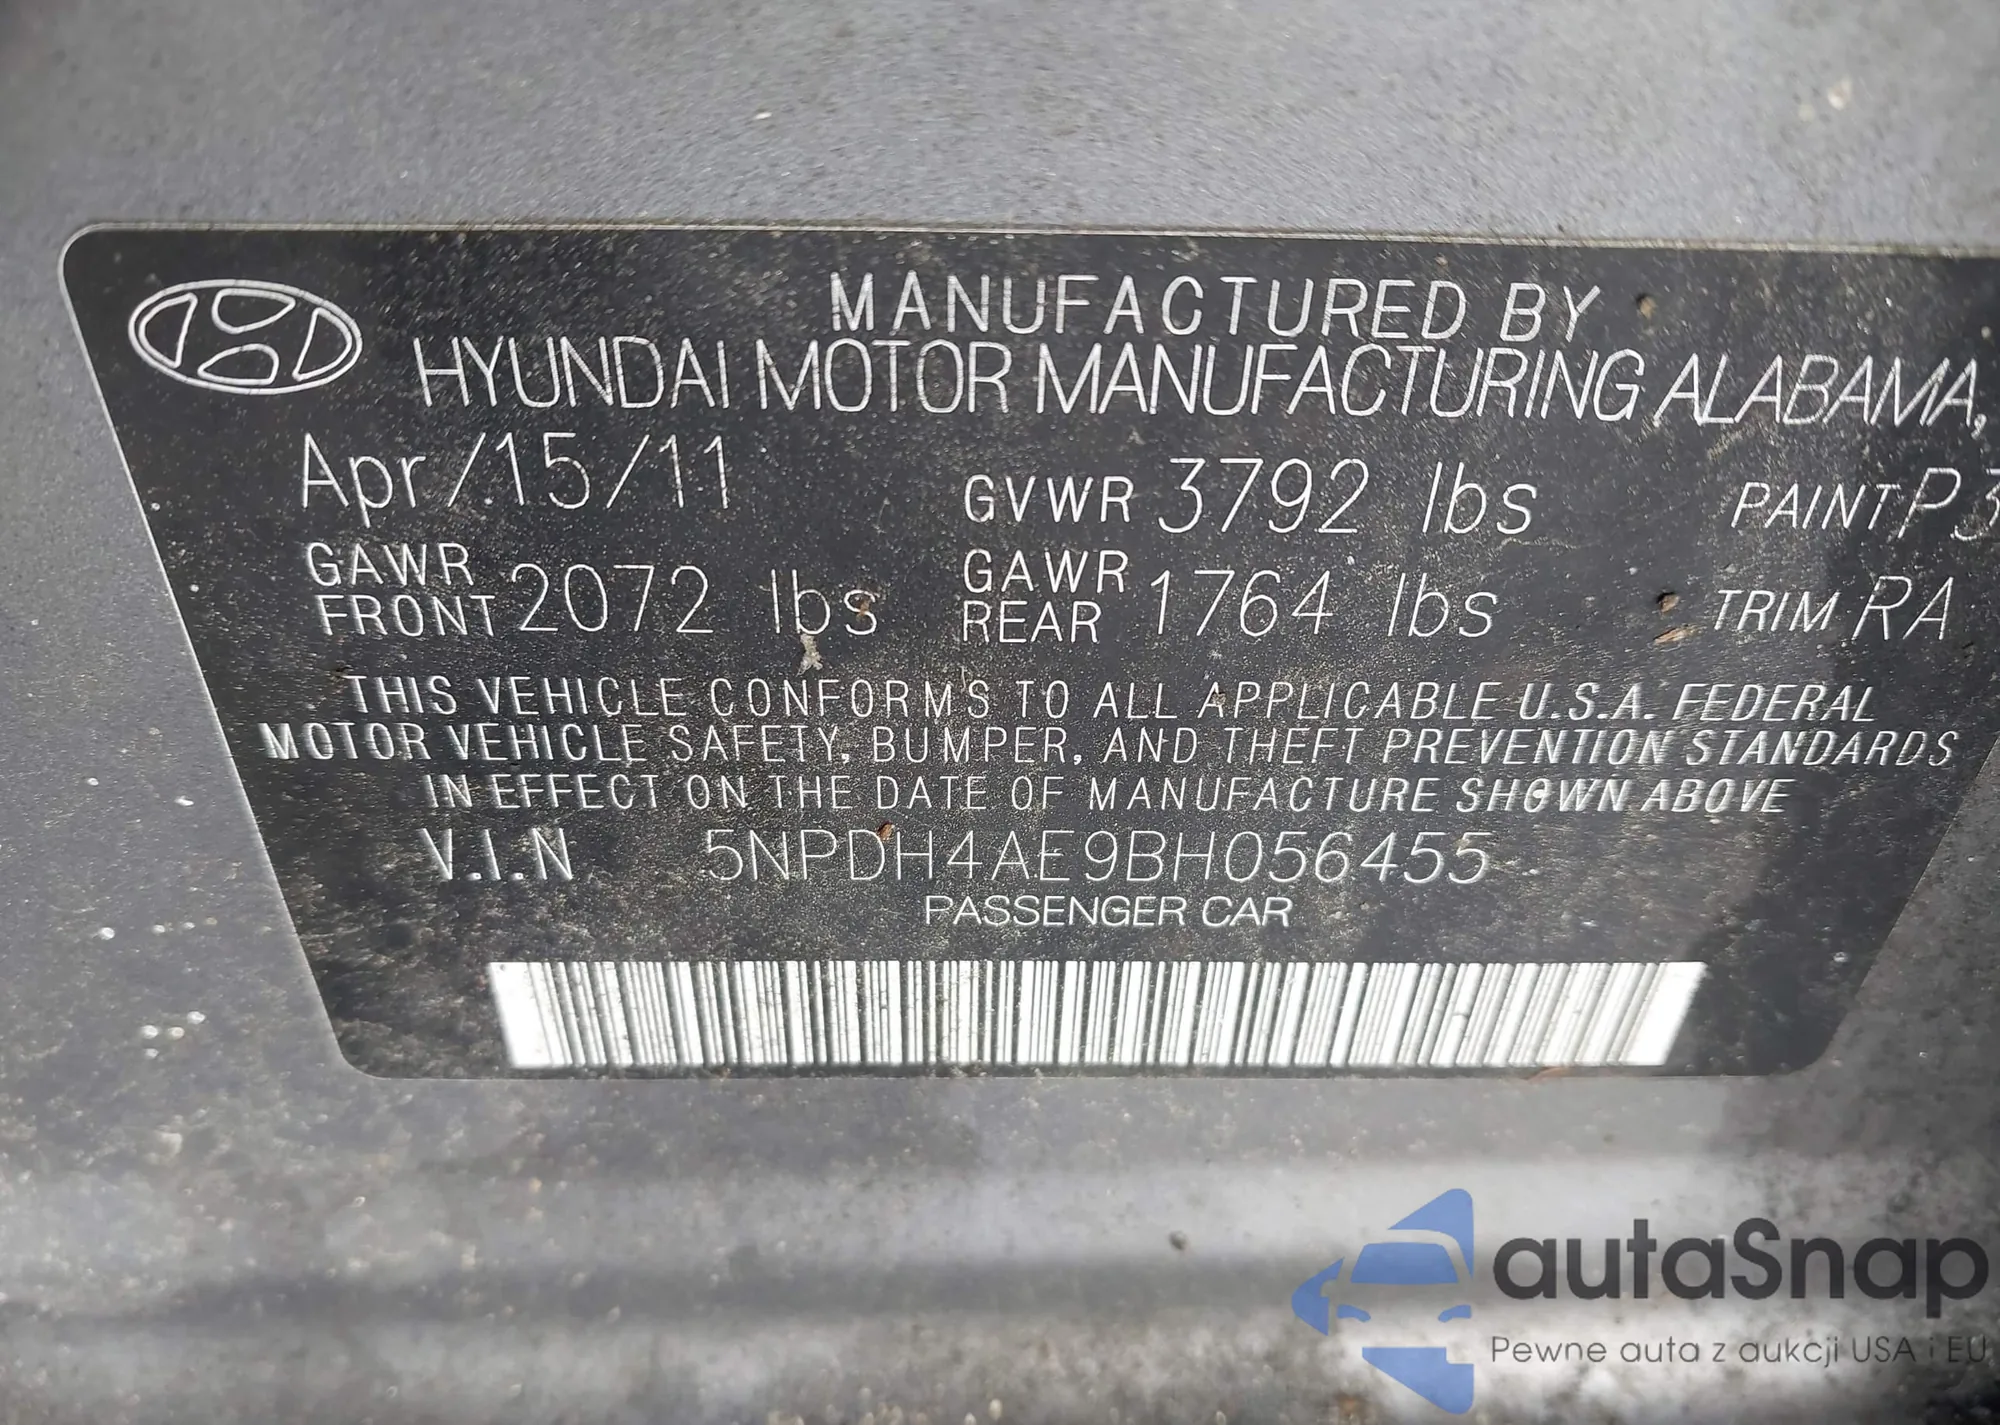 MANUFACTURED BY
HYUNDAI MOTOR MANUFACTURING ALABAMA,
Apr/15/11 GVWR 3792 lbs PAINT P3
GAWR FRONT 2072 lbs GAWR REAR 1764 lbs TRIM RA
THIS VEHICLE CONFORMS TO ALL APPLICABLE U.S.A. FEDERAL
MOTOR VEHICLE SAFETY, BUMPER, AND THEFT PREVENTION STANDARDS
IN EFFECT ON THE DATE OF MANUFACTURE SHOWN ABOVE
V.I.N 5NPDH4AE9BH056455
PASSENGER CAR
autaSnap
Pewne auta z aukcji USA i EU